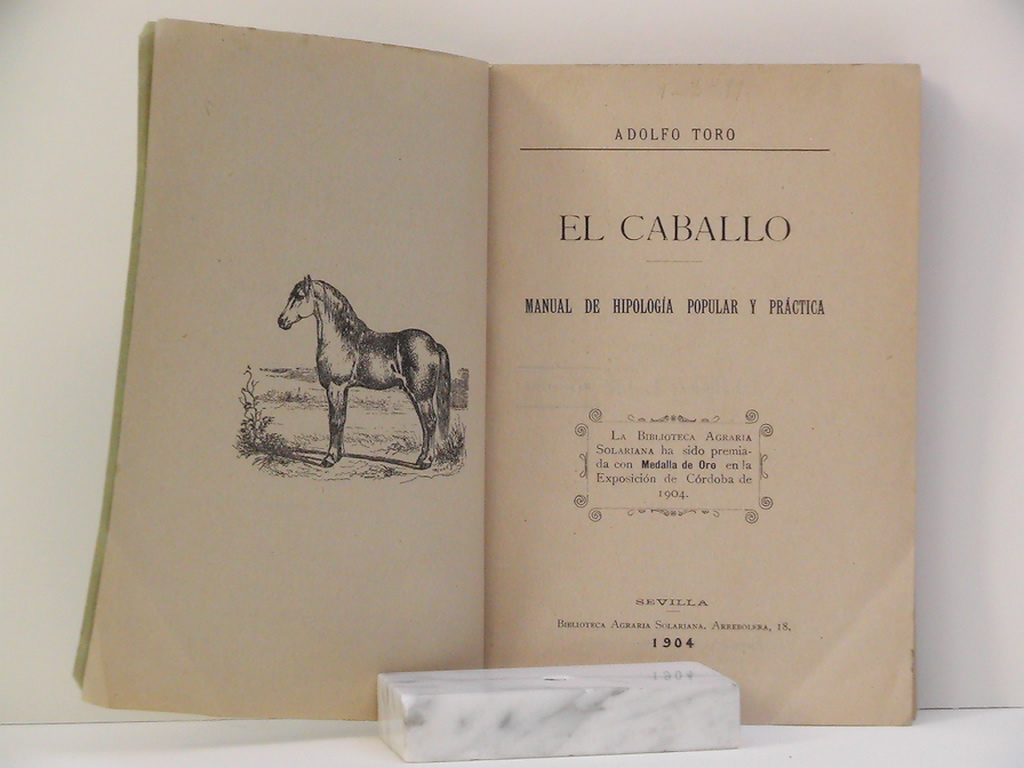 ADOLFO TORO
EL CABALLO
MANUAL DE HIPOLOGÍA POPULAR Y PRÁCTICA
La Biblioteca Agraria
Solariana ha sido premia-
da con Medalla de Oro en la
Exposición de Córdoba de
1904.
SEVILLA
Biblioteca Agraria Solariana. Arrebolera, 18.
1904